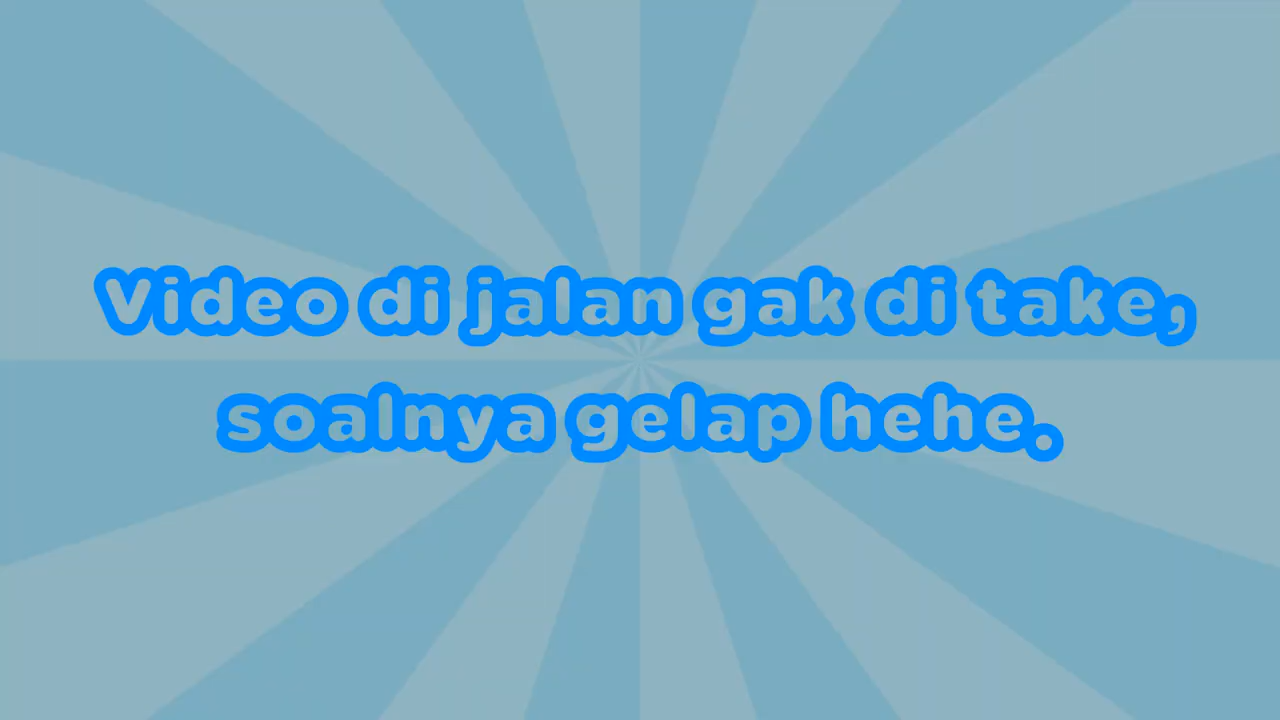 Video di jalan gak di take,
soalnya gelap hehe.